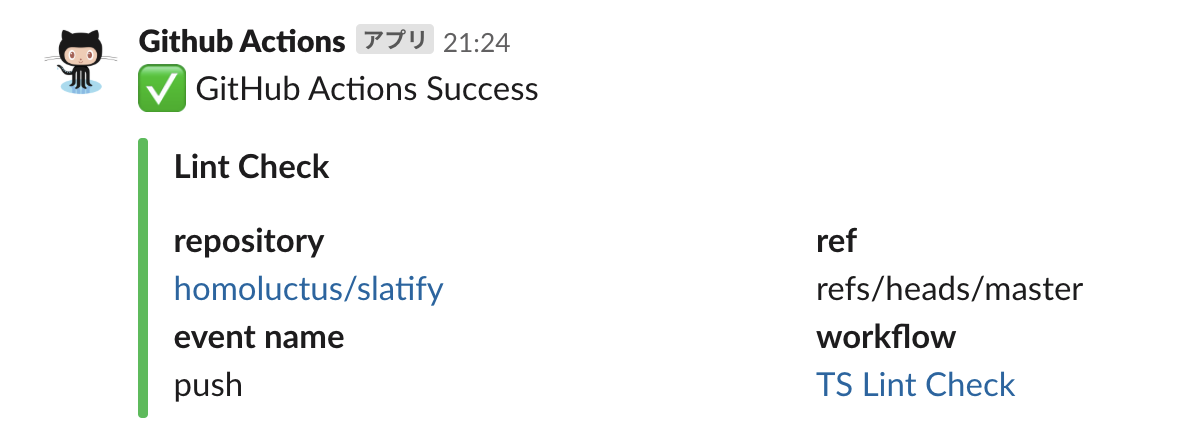 Github Actions アプリ 21:24
GitHub Actions Success
Lint Check
repository ref
homoluctus/slatify refs/heads/master
event name workflow
push TS Lint Check